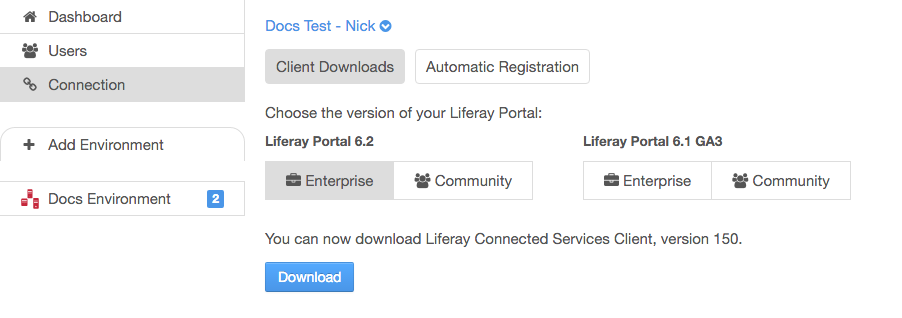 Dashboard
Users
Connection
Add Environment
Docs Environment 2
Docs Test - Nick
Client Downloads Automatic Registration
Choose the version of your Liferay Portal:
Liferay Portal 6.2 Liferay Portal 6.1 GA3
Enterprise Community Enterprise Community
You can now download Liferay Connected Services Client, version 150.
Download